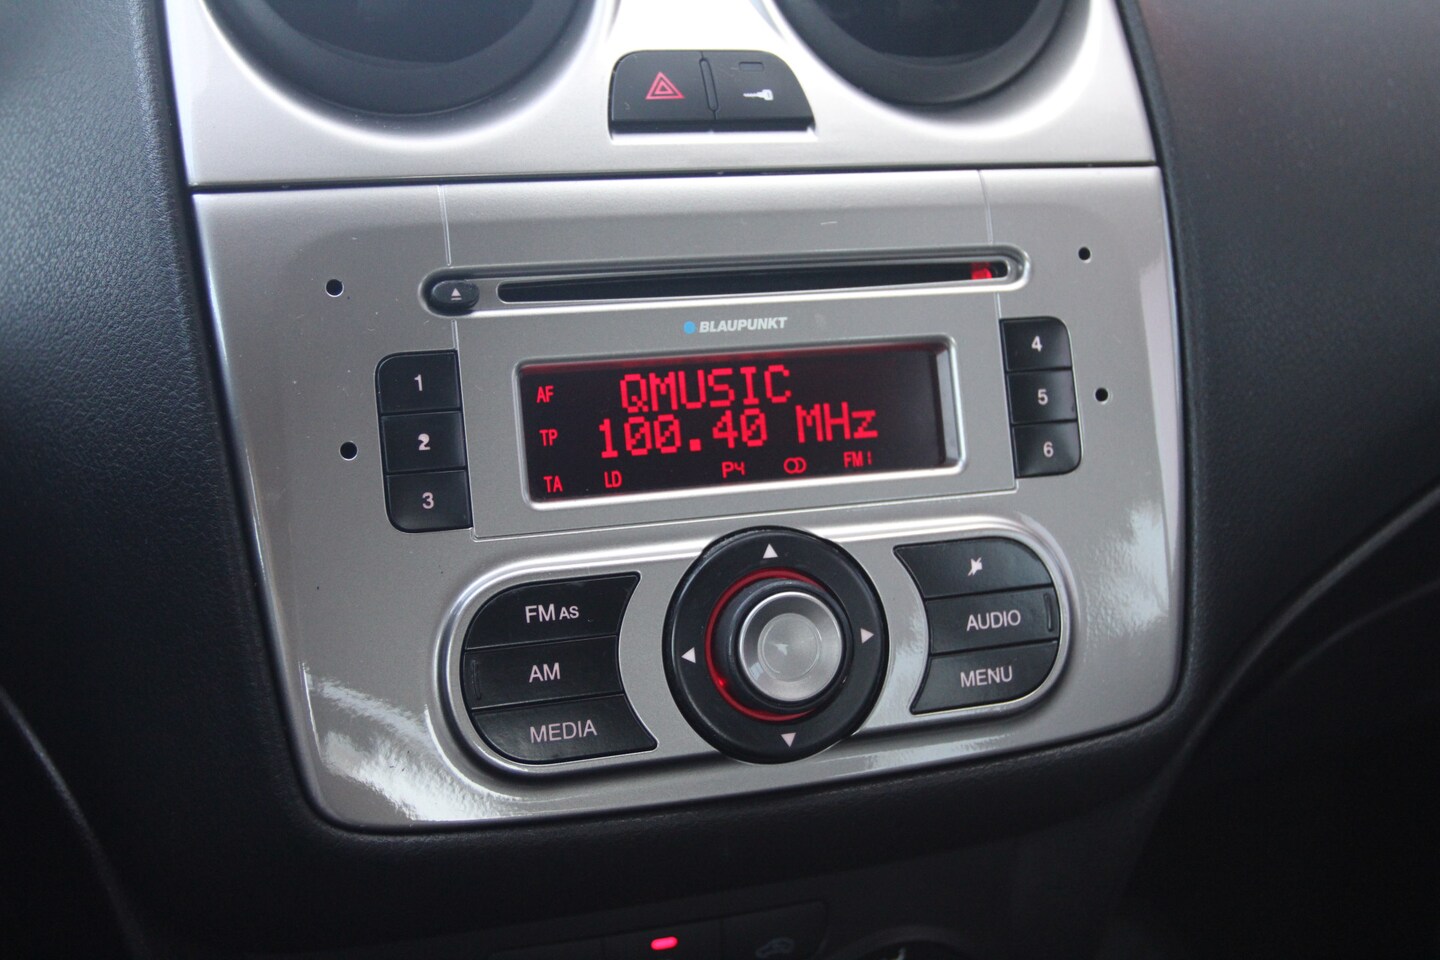 BLAUPUNKT
1
2
3
4
5
6
AF
QMUSIC
TP
100.40 MHz
TA
LD
P4
FM1
FM AS
AM
MEDIA
AUDIO
MENU